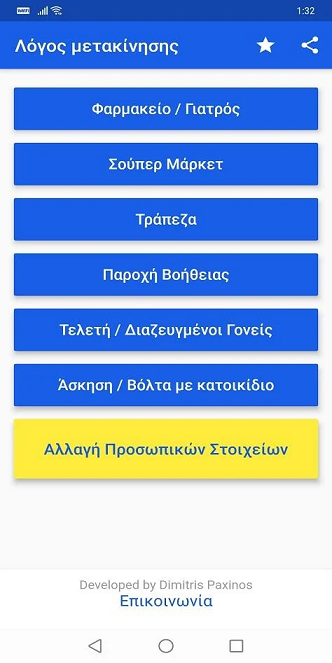 1:32
Λόγος μετακίνησης
Φαρμακείο / Γιατρός
Σούπερ Μάρκετ
Τράπεζα
Παροχή Βοήθειας
Τελετή / Διαζευγμένοι Γονείς
Άσκηση / Βόλτα με κατοικίδιο
Αλλαγή Προσωπικών Στοιχείων
Developed by Dimitris Paxinos
Επικοινωνία